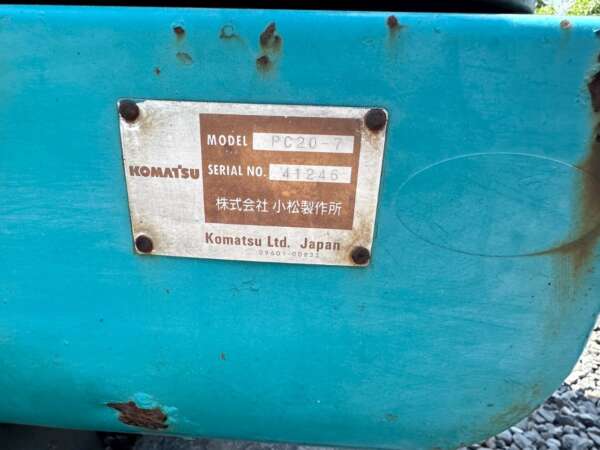 MODEL PC20-7
KOMATSU
SERIAL NO. 41246
株式会社 小松製作所
Komatsu Ltd. Japan